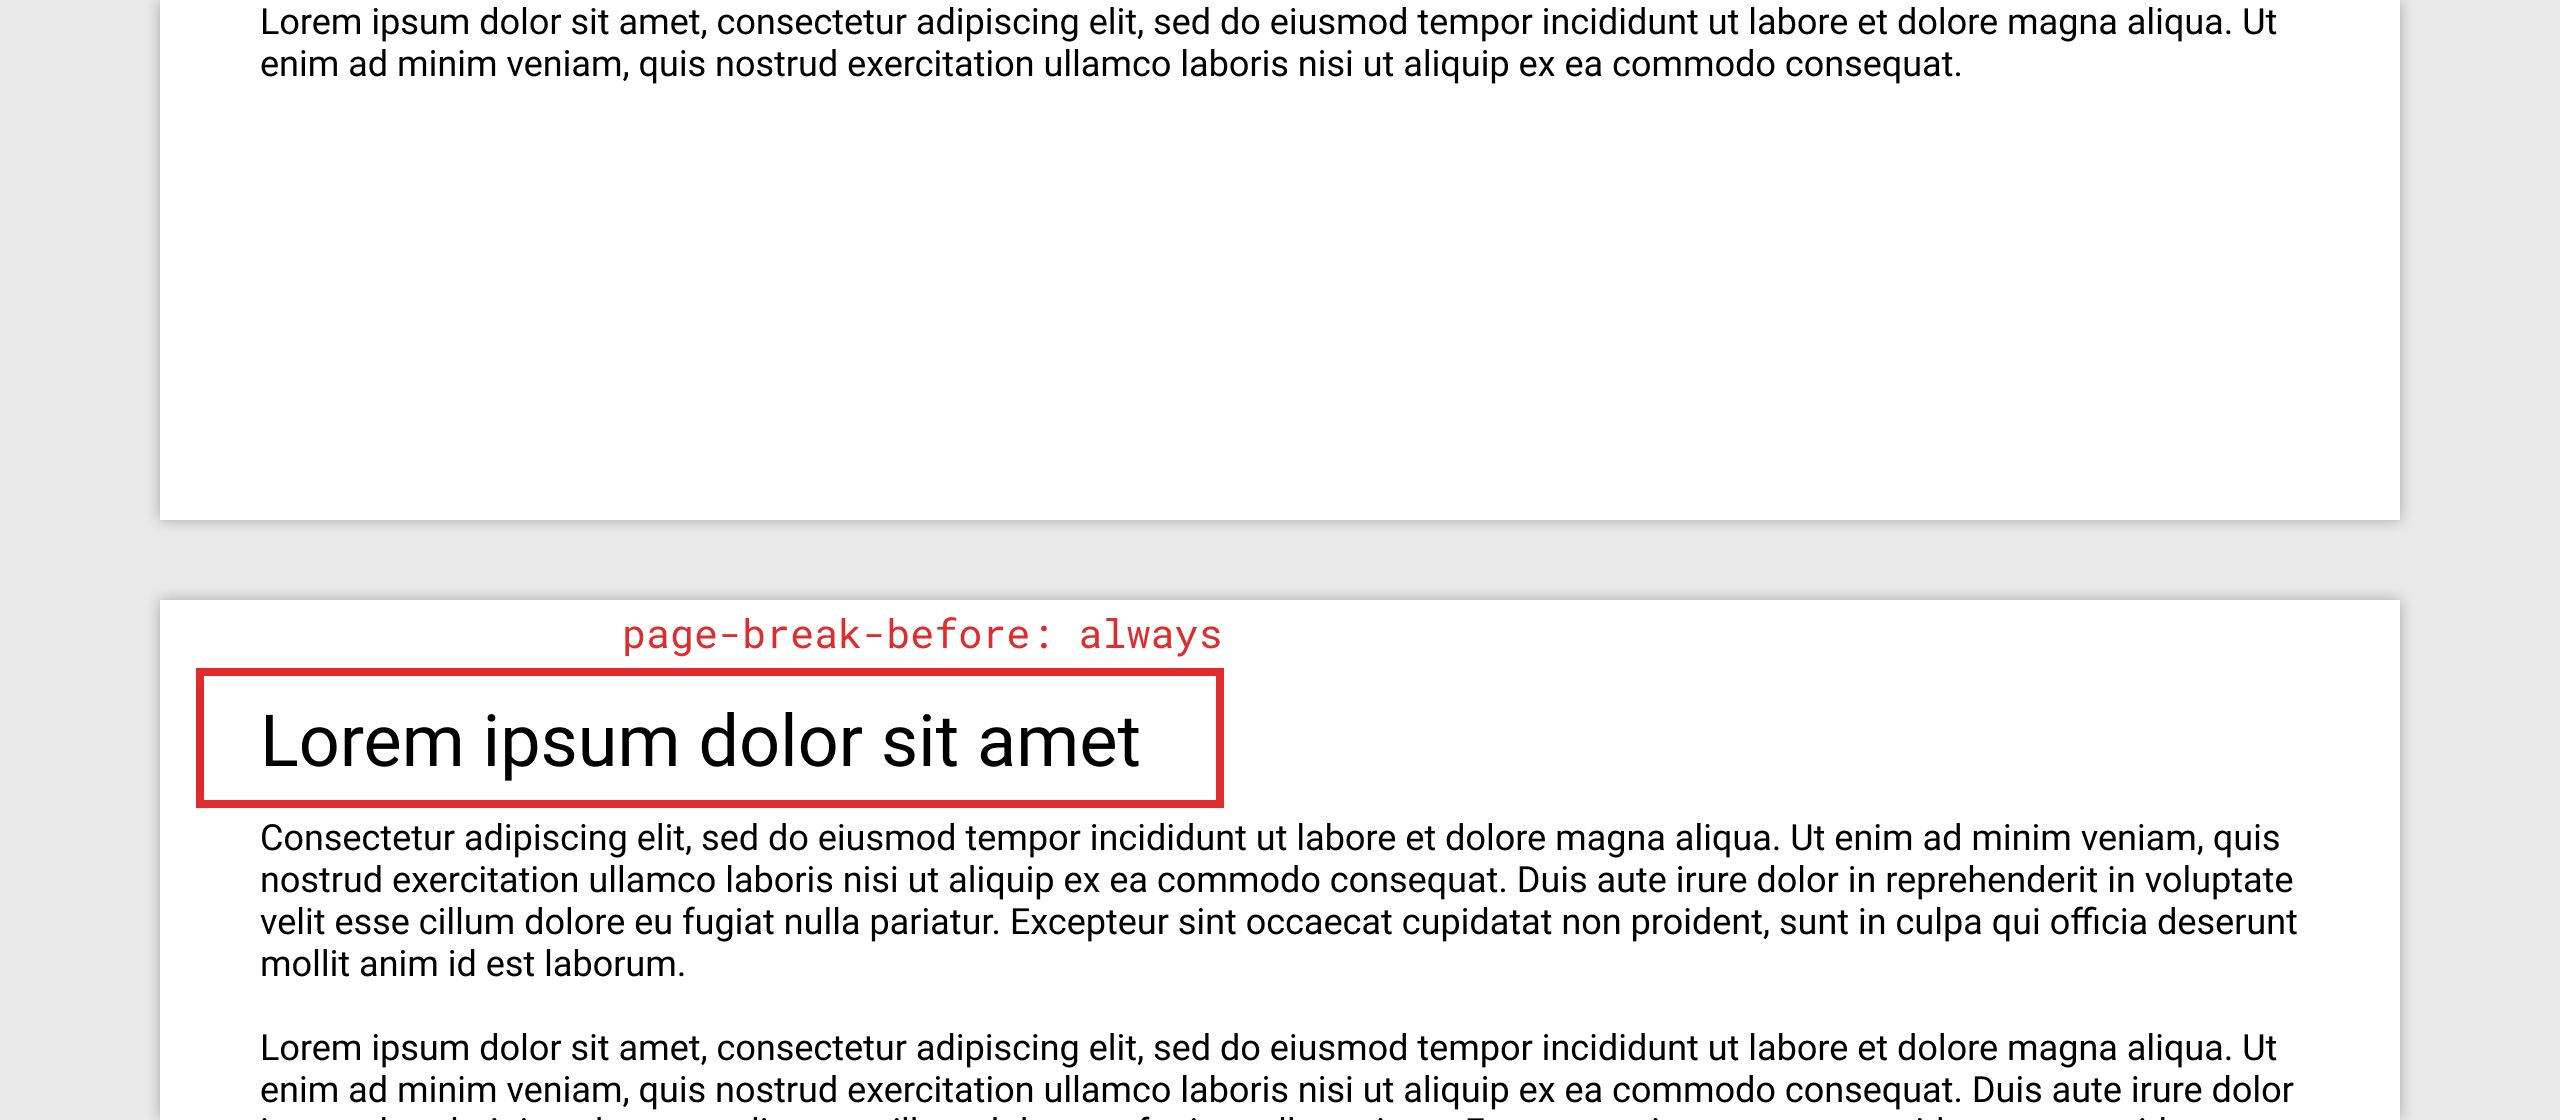 Lorem ipsum dolor sit amet, consectetur adipiscing elit, sed do eiusmod tempor incididunt ut labore et dolore magna aliqua. Ut
enim ad minim veniam, quis nostrud exercitation ullamco laboris nisi ut aliquip ex ea commodo consequat.
page-break-before: always
Lorem ipsum dolor sit amet
Consectetur adipiscing elit, sed do eiusmod tempor incididunt ut labore et dolore magna aliqua. Ut enim ad minim veniam, quis
nostrud exercitation ullamco laboris nisi ut aliquip ex ea commodo consequat. Duis aute irure dolor in reprehenderit in voluptate
velit esse cillum dolore eu fugiat nulla pariatur. Excepteur sint occaecat cupidatat non proident, sunt in culpa qui officia deserunt
mollit anim id est laborum.
Lorem ipsum dolor sit amet, consectetur adipiscing elit, sed do eiusmod tempor incididunt ut labore et dolore magna aliqua. Ut
enim ad minim veniam, quis nostrud exercitation ullamco laboris nisi ut aliquip ex ea commodo consequat. Duis aute irure dolor